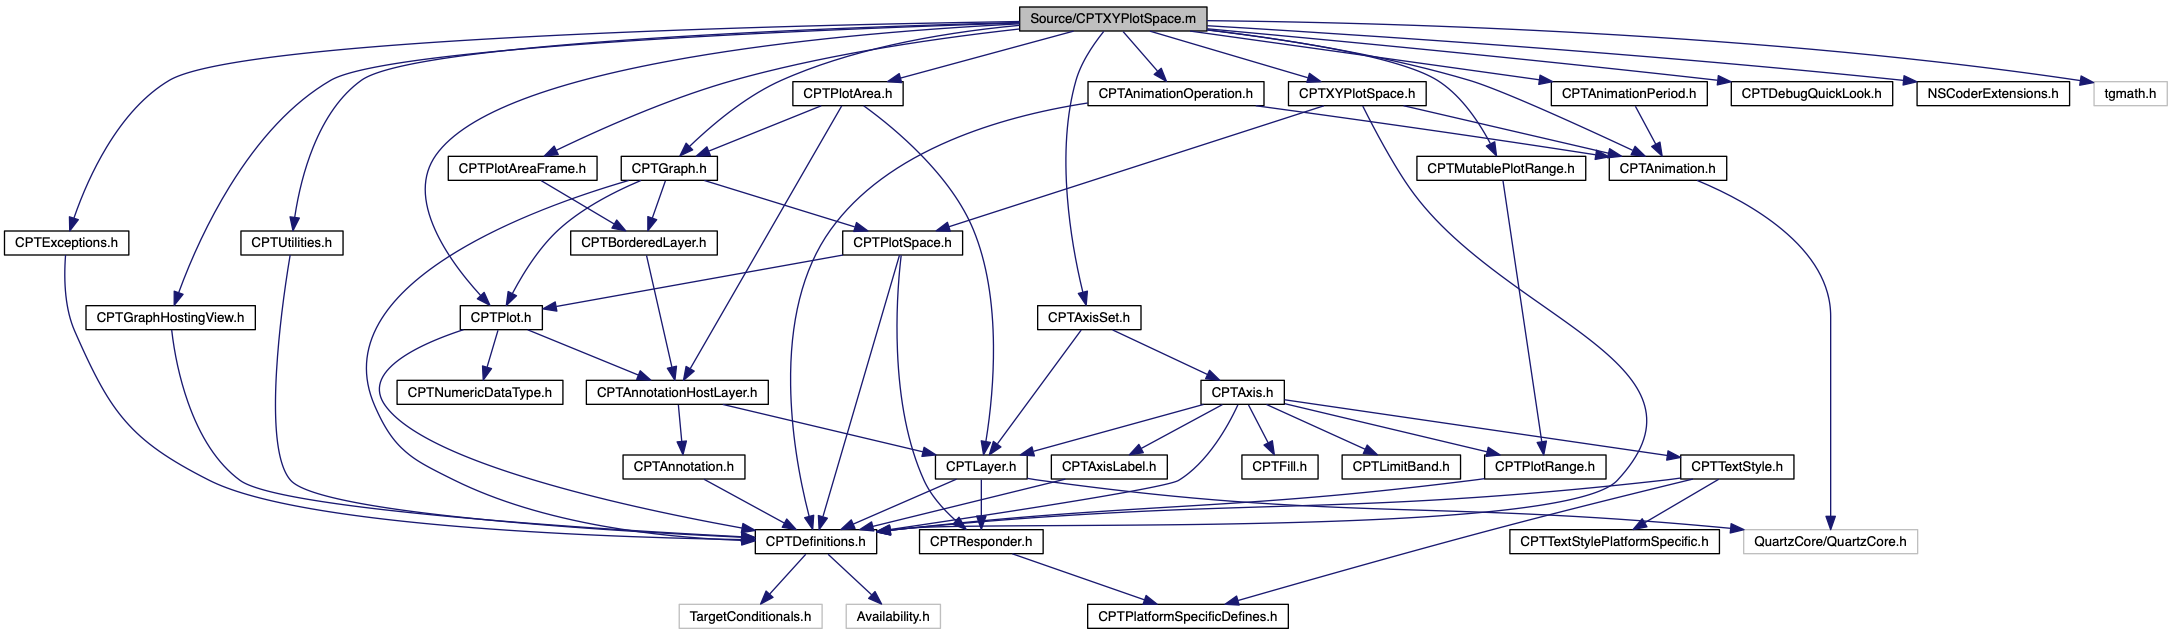 Source/CPTXYPlotSpace.m
CPTPlotArea.h
CPTAnimationOperation.h
CPTXYPlotSpace.h
CPTAnimationPeriod.h
CPTDebugQuickLook.h
NSCoderExtensions.h
tgmath.h
CPTPlotAreaFrame.h
CPTGraph.h
CPTMutablePlotRange.h
CPTAnimation.h
CPTExceptions.h
CPTUtilities.h
CPTBorderedLayer.h
CPTPlotSpace.h
CPTGraphHostingView.h
CPTPlot.h
CPTAxisSet.h
CPTNumericDataType.h
CPTAnnotationHostLayer.h
CPTAxis.h
CPTAnnotation.h
CPTLayer.h
CPTAxisLabel.h
CPTFill.h
CPTLimitBand.h
CPTPlotRange.h
CPTTextStyle.h
CPTDefinitions.h
CPTResponder.h
CPTTextStylePlatformSpecific.h
QuartzCore/QuartzCore.h
TargetConditionals.h
Availability.h
CPTPlatformSpecificDefines.h